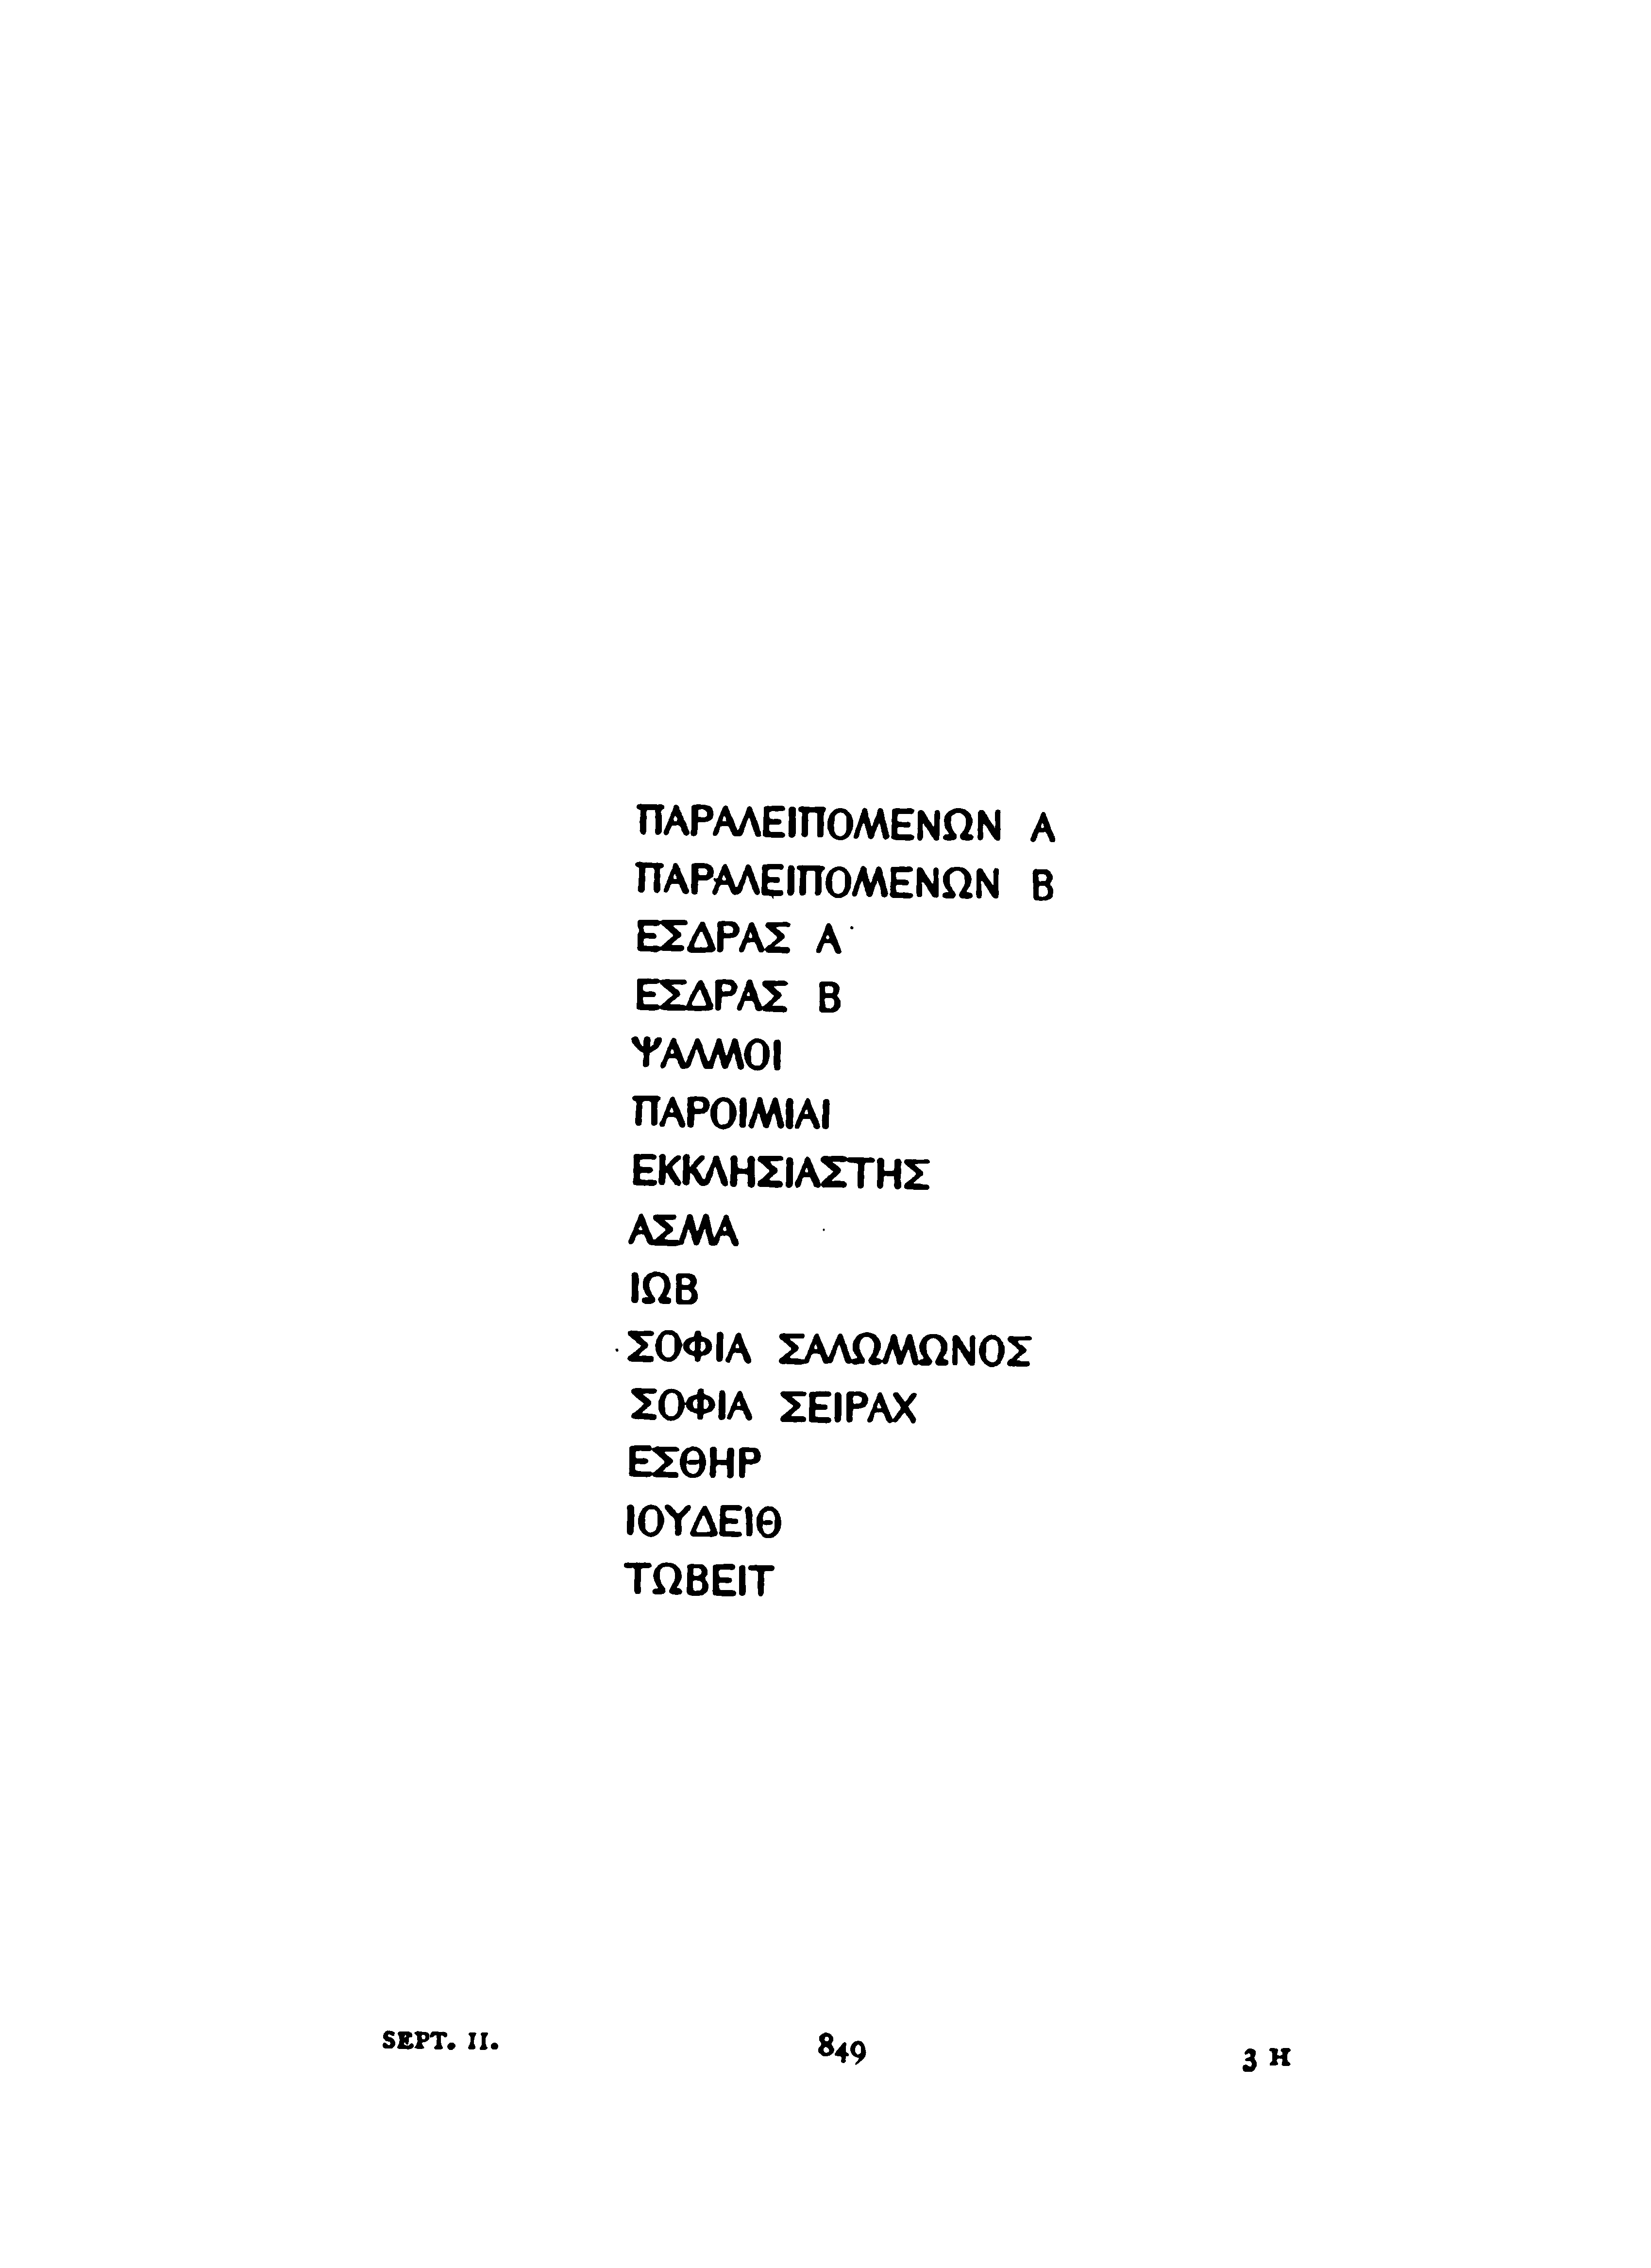 ΠΑΡΑΛΕΙΠΟΜΕΝΩΝ Α
ΠΑΡΑΛΕΙΠΟΜΕΝΩΝ Β
ΕΣΔΡΑΣ Α
ΕΣΔΡΑΣ Β
ΨΑΛΜΟΙ
ΠΑΡΟΙΜΙΑΙ
ΕΚΚΛΗΣΙΑΣΤΗΣ
ΑΣΜΑ
ΙΩΒ
ΣΟΦΙΑ ΣΑΛΩΜΩΝΟΣ
ΣΟΦΙΑ ΣΕΙΡΑΧ
ΕΣΘΗΡ
ΙΟΥΔΕΙΘ
ΤΩΒΕΙΤ
SEPT. II. 849 3 H